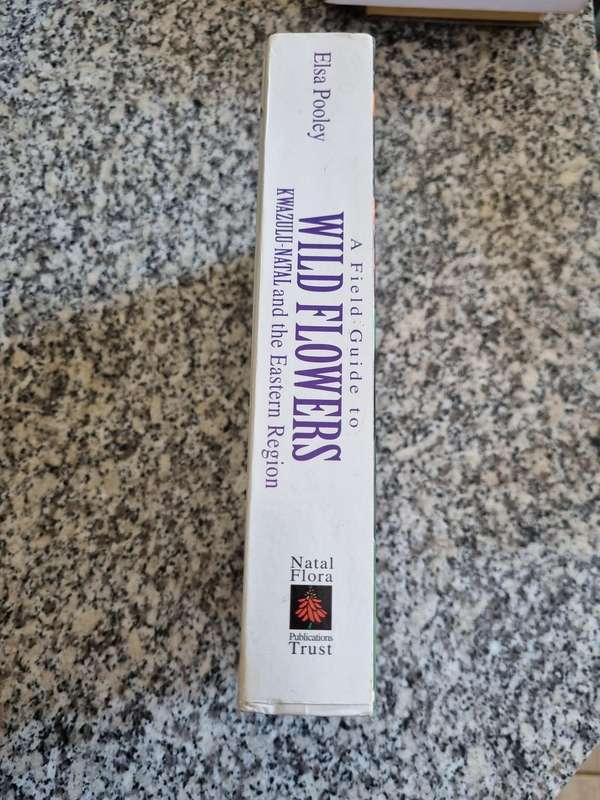 Elsa Pooley
A Field Guide to
WILD FLOWERS
KWAZULU-NATAL and the Eastern Region
Natal
Flora
Publications
Trust